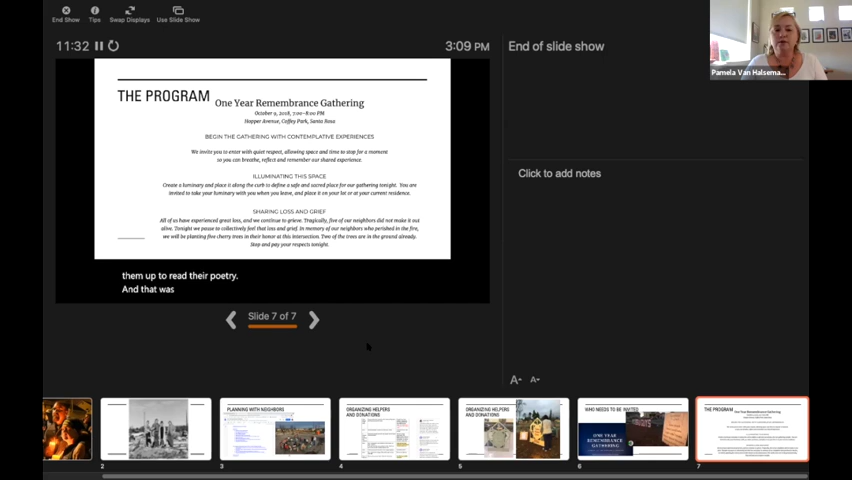 End Show
Tips
Swap Displays
Use Slide Show
11:32
3:09 PM
End of slide show
Pamela Van Halsema...
THE PROGRAM
One Year Remembrance Gathering
October 9, 2018, 7:00-8:00 PM
Hopper Avenue, Coffey Park, Santa Rosa
BEGIN THE GATHERING WITH CONTEMPLATIVE EXPERIENCES
We invite you to enter with quiet respect, allowing space and time to stop for a moment
so you can breathe, reflect and remember our shared experience.
ILLUMINATING THIS SPACE
Create a luminary and place it along the curb to define a safe and sacred place for our gathering tonight. You are
invited to take your luminary with you when you leave, and place it on your lot or at your current residence.
SHARING LOSS AND GRIEF
All of us have experienced great loss, and we continue to grieve. Tragically, five of our neighbors did not make it out
alive. Tonight we pause to collectively feel that loss and grief. In memory of our neighbors who perished in the fire,
we will be planting five cherry trees in their honor at this intersection. Two of the trees are in the ground already.
Stop and pay your respects tonight.
Click to add notes
them up to read their poetry.
And that was
Slide 7 of 7
A+ A-
PLANNING WITH NEIGHBORS
ORGANIZING HELPERS
AND DONATIONS
ORGANIZING HELPERS
AND DONATIONS
WHO NEEDS TO BE INVITED
ONE YEAR
REMEMBRANCE
GATHERING
THE PROGRAM
One Year Remembrance Gathering
2
3
4
5
6
7